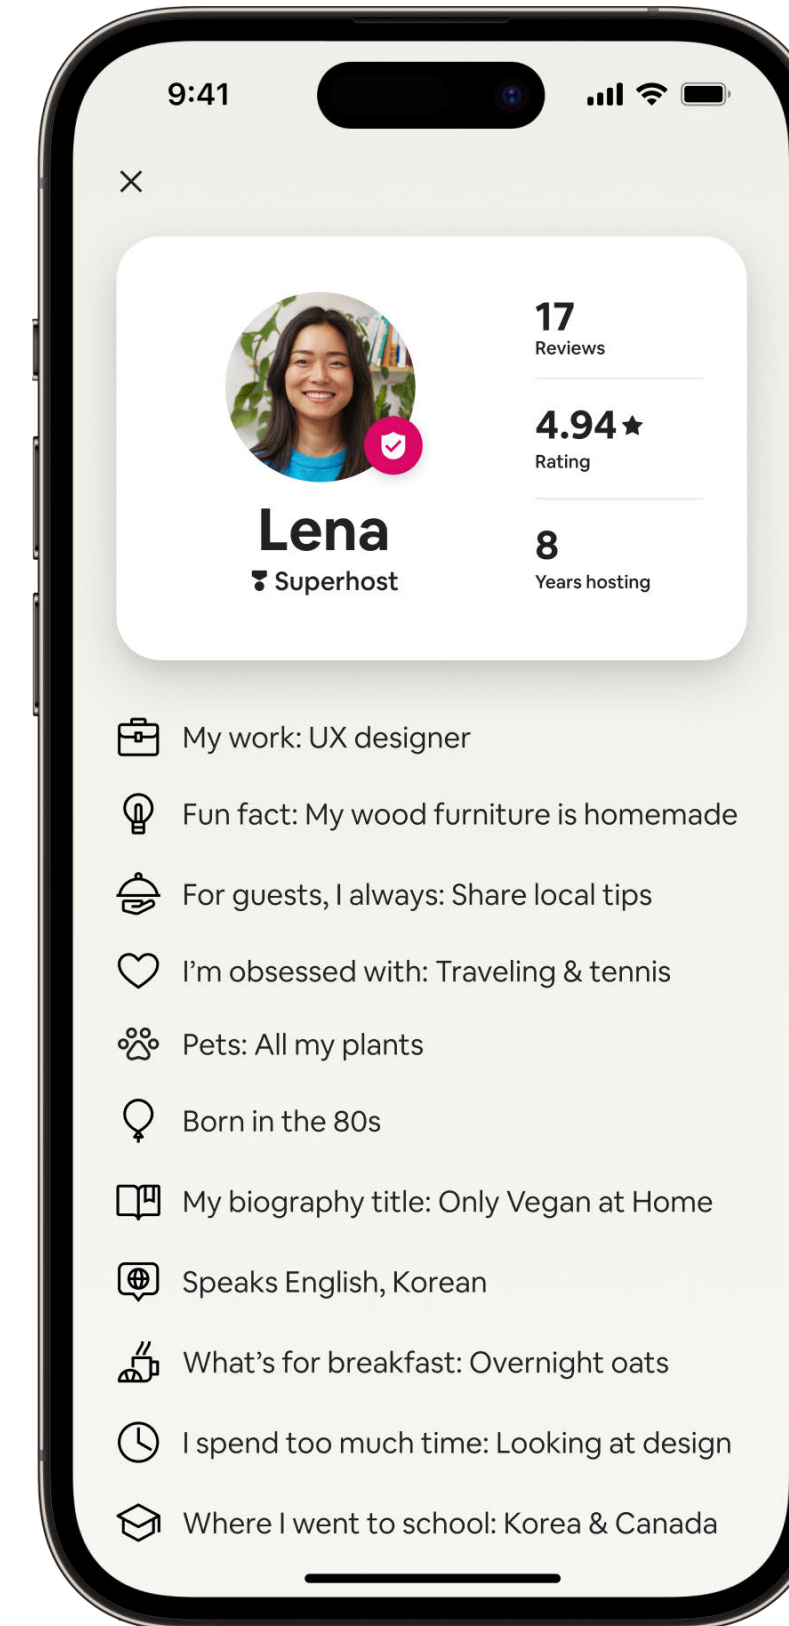 9:41
17
Reviews
4.94★
Rating
8
Years hosting
Lena
Superhost
My work: UX designer
Fun fact: My wood furniture is homemade
For guests, I always: Share local tips
I’m obsessed with: Traveling & tennis
Pets: All my plants
Born in the 80s
My biography title: Only Vegan at Home
Speaks English, Korean
What’s for breakfast: Overnight oats
I spend too much time: Looking at design
Where I went to school: Korea & Canada